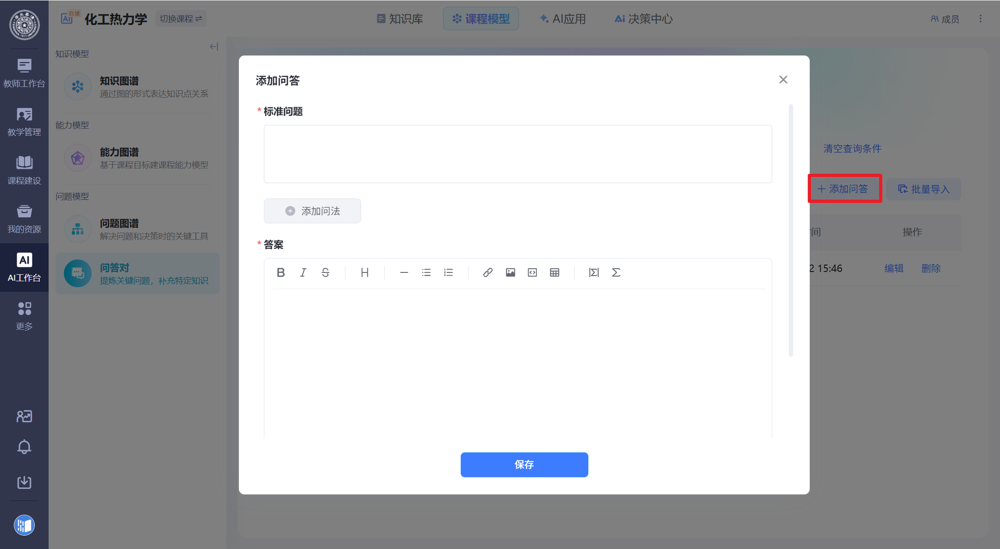 自建
AI
化工热力学
切换课程
知识库
课程模型
AI应用
Ai 决策中心
成员
教师工作台
教学管理
课程建设
我的资源
AI
AI工作台
更多
知识模型
知识图谱
通过图的形式表达知识点关系
能力模型
能力图谱
基于课程目标建课程能力模型
问题模型
问题图谱
解决问题和决策时的关键工具
问答对
提炼关键问题，补充特定知识
添加问答
* 标准问题
添加问法
* 答案
B I S H
保存
清空查询条件
+ 添加问答
批量导入
间
操作
2 15:46
编辑
删除